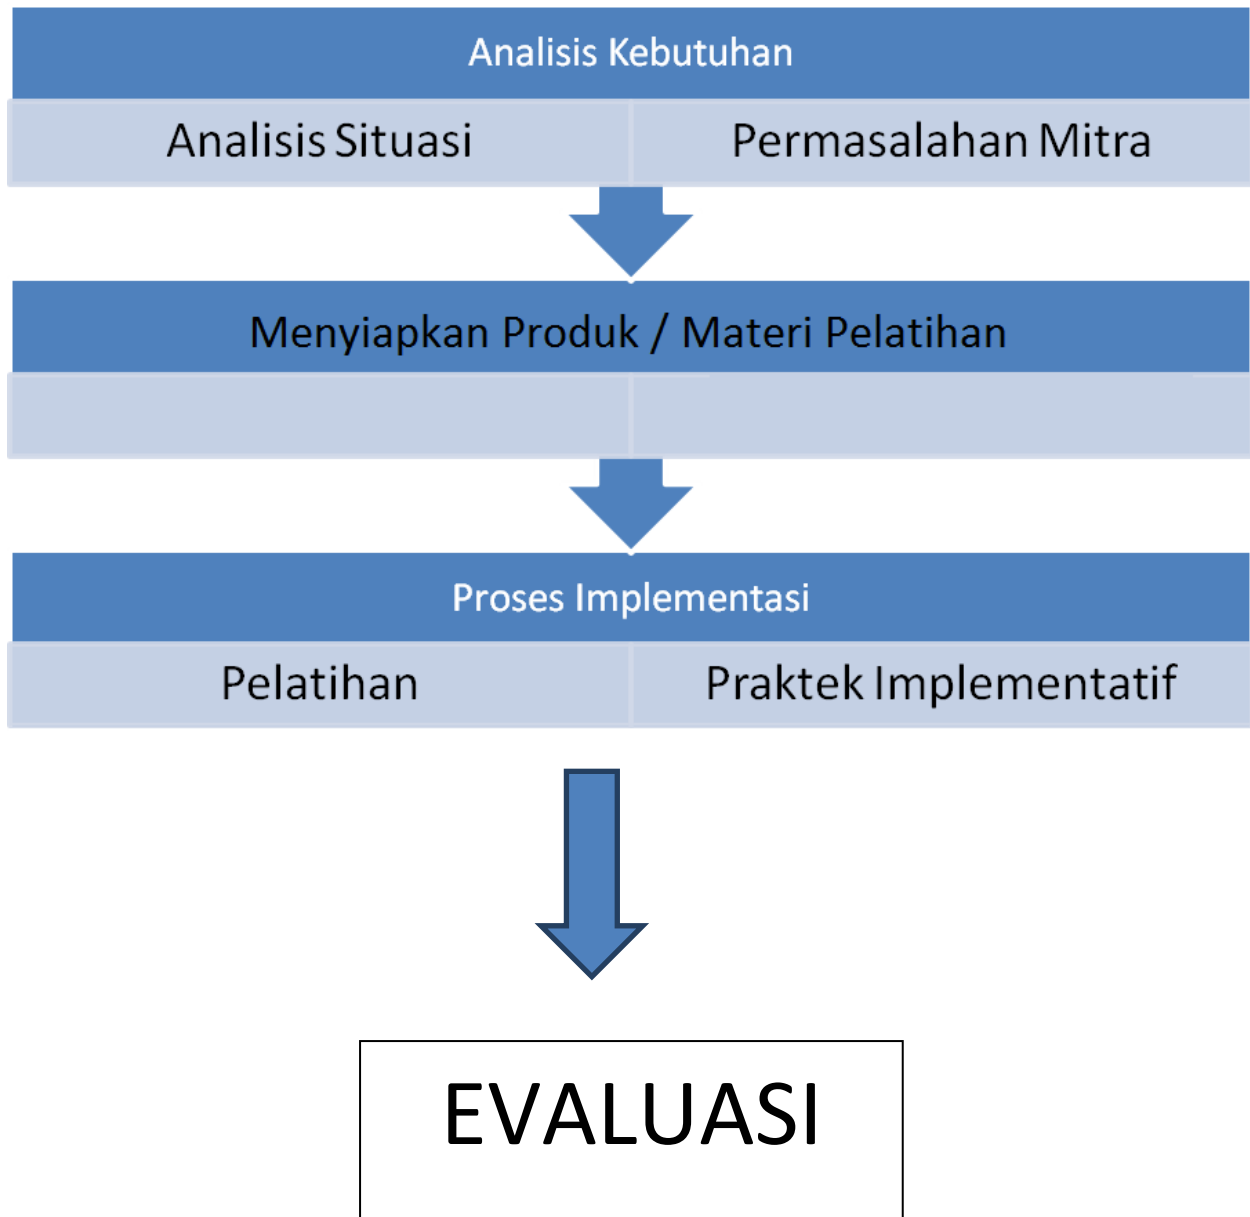 Analisis Kebutuhan
Analisis Situasi
Permasalahan Mitra
Menyiapkan Produk / Materi Pelatihan
Proses Implementasi
Pelatihan
Praktek Implementatif
EVALUASI